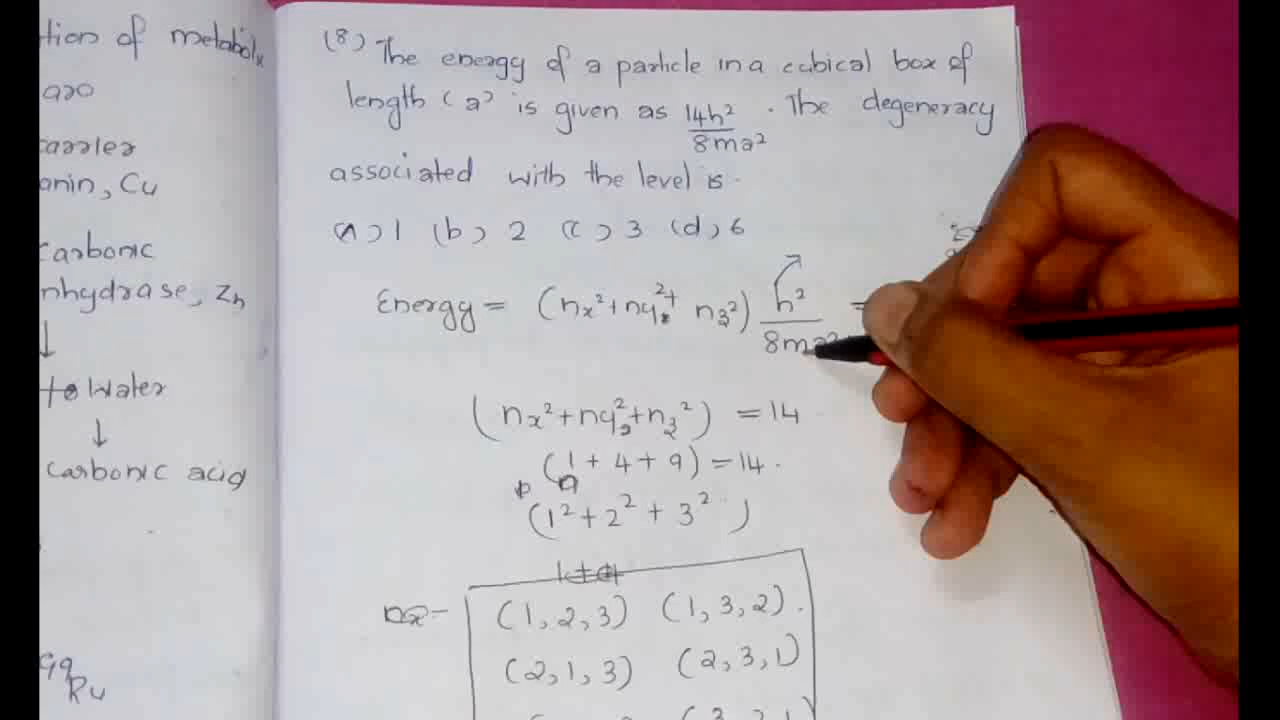 tion of metabolx
aro
carrier
onin, Cu
Carbonic
nhydrase, Zn
↓
to Water
↓
Carbonic acid
Ru
(8) The energy of a particle in a cubical box of
length (a) is given as 14h²/8ma². The degeneracy
associated with the level is.
(a) 1 (b) 2 (c) 3 (d) 6
Energy = (nx²+ny²+ nz²) h²/8ma² =
(nx²+ny²+nz²) = 14
(1 + 4 + 9) = 14.
(1² + 2² + 3²)
(1,2,3) (1,3,2).
(2,1,3) (2,3,1)